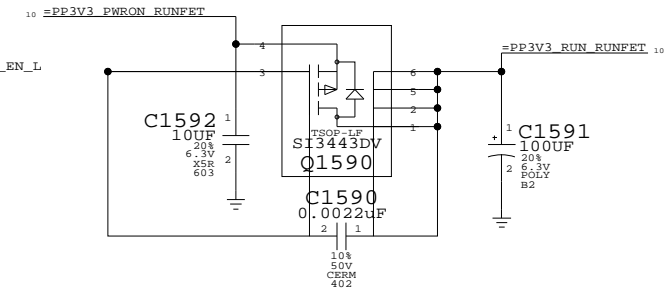 10 =PP3V3_PWRON_RUNFET
=PP3V3_RUN_RUNFET 10
_EN_L
4
3
6
5
2
1
TSOP-LF
SI3443DV
Q1590
C1592
10UF
20%
6.3V
X5R
603
1
2
C1591
100UF
20%
6.3V
POLY
B2
1
2
+
C1590
0.0022uF
2 1
10%
50V
CERM
402